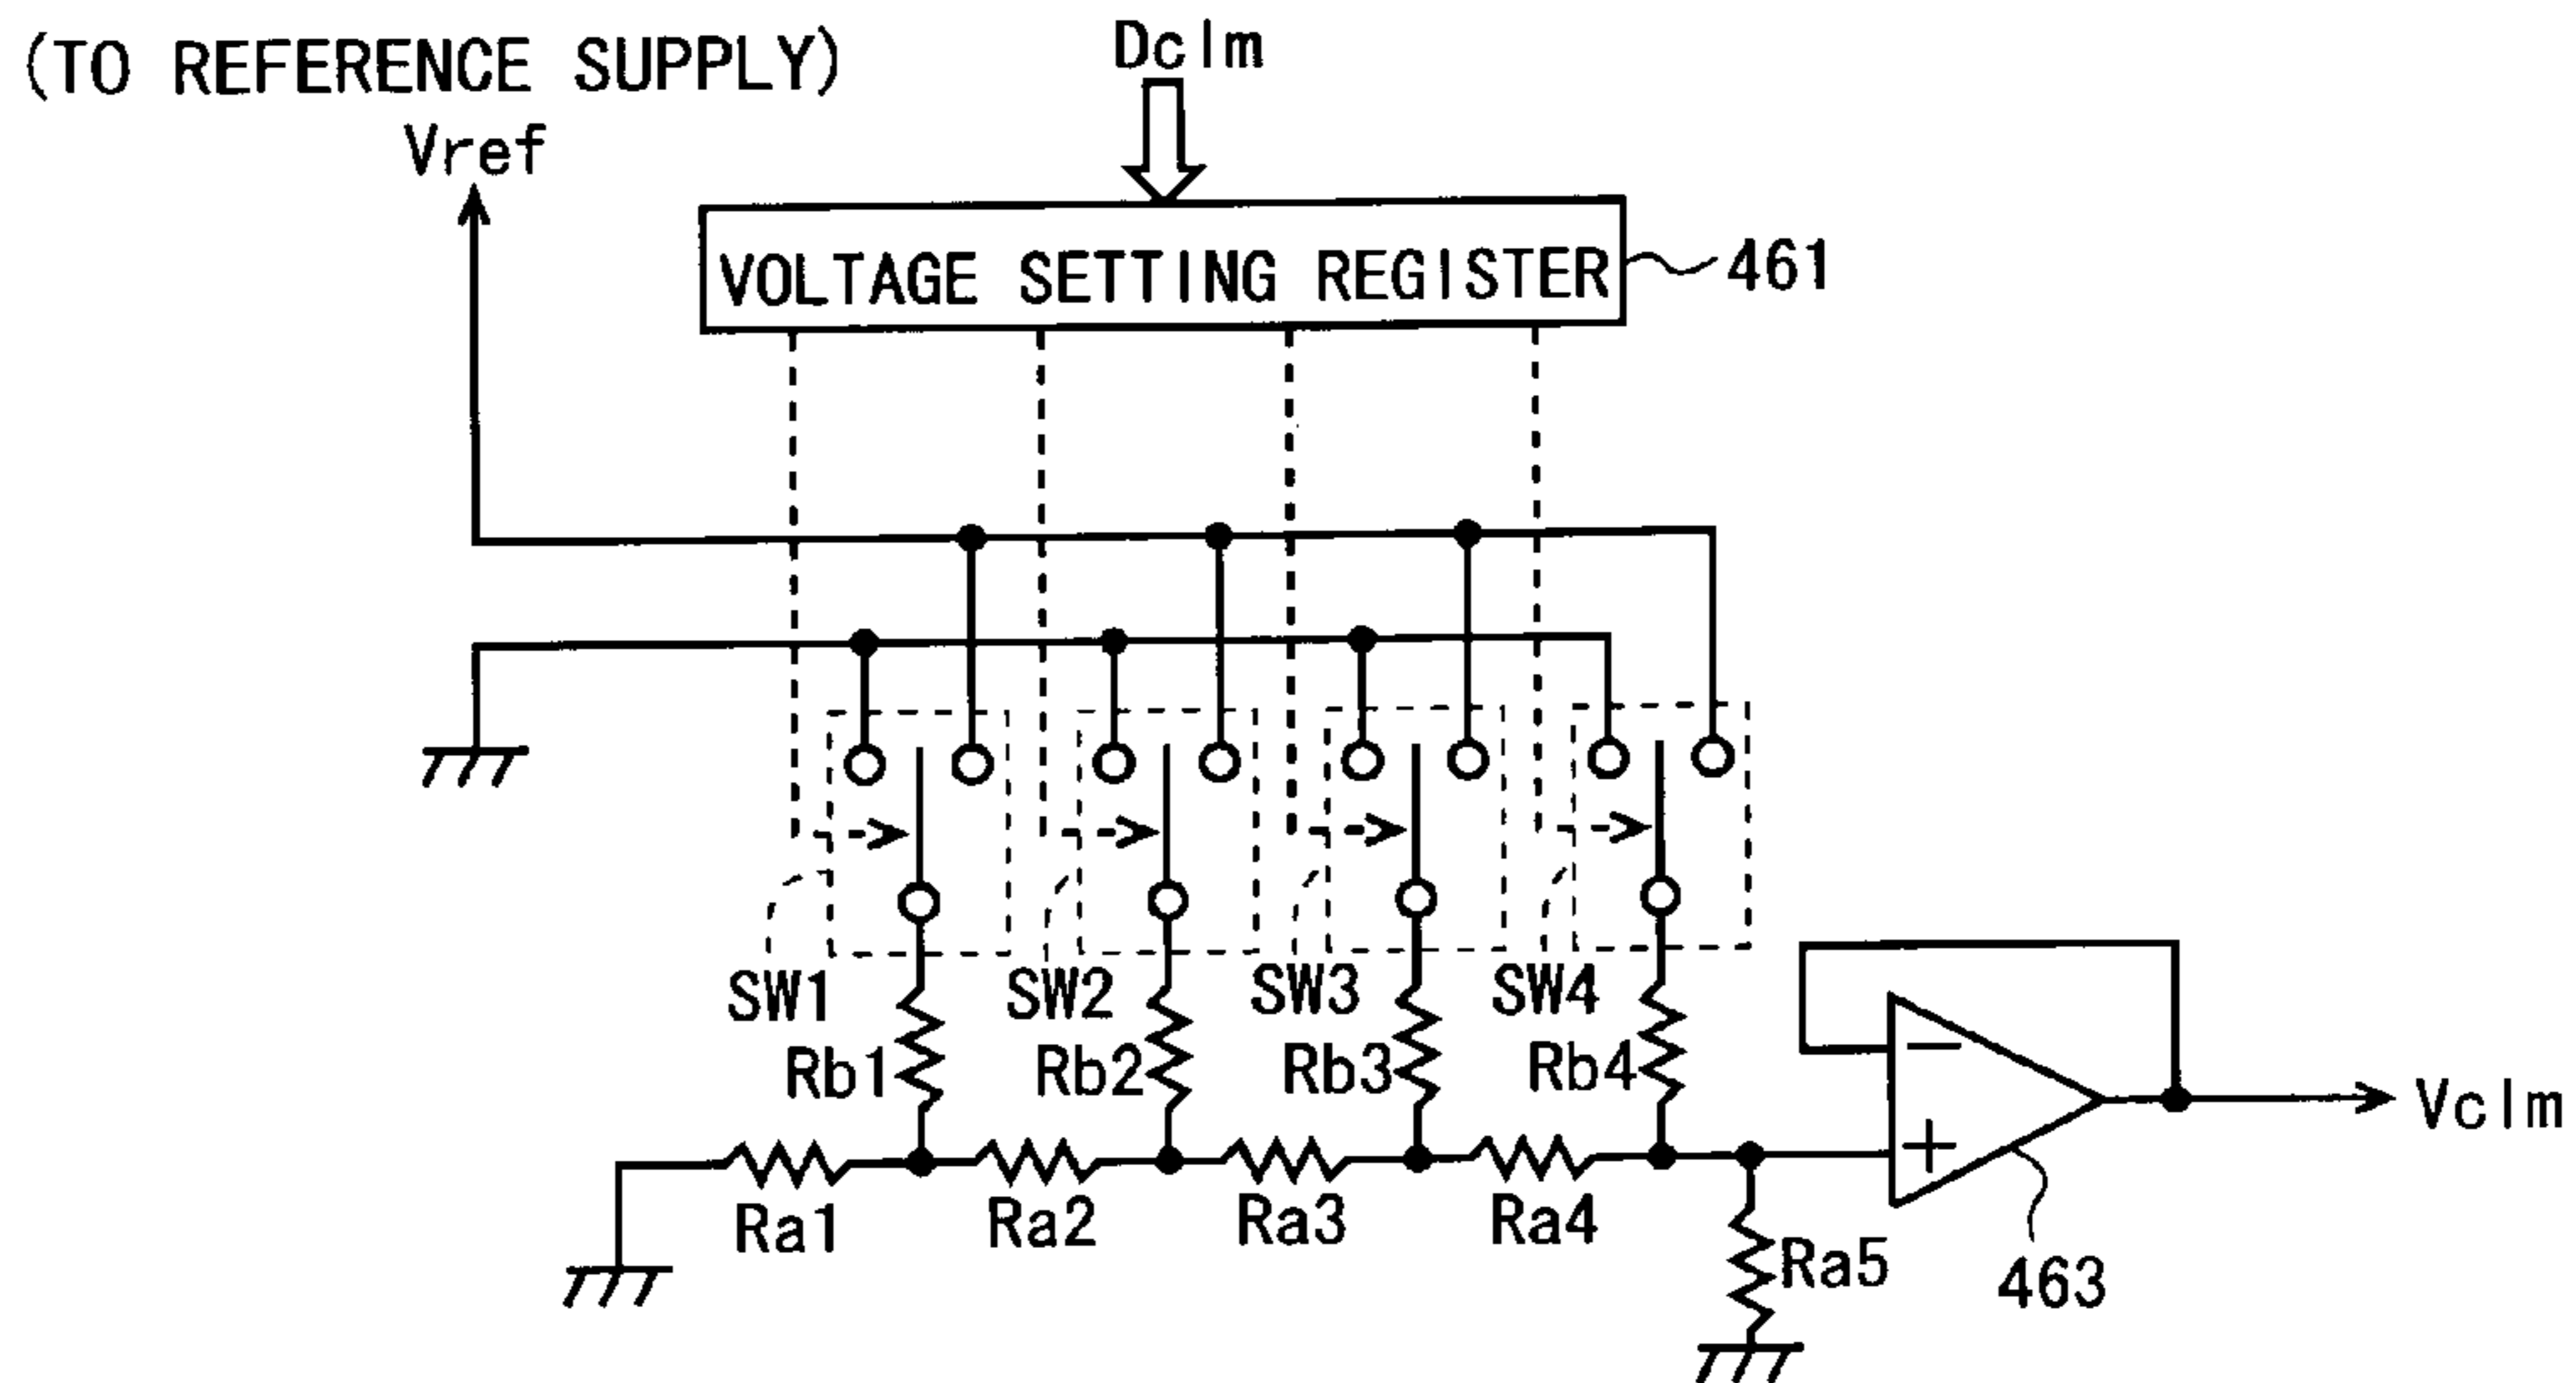 (TO REFERENCE SUPPLY)
Vref
Dclm
VOLTAGE SETTING REGISTER
461
SW1
SW2
SW3
SW4
Rb1
Rb2
Rb3
Rb4
−
+
Vclm
Ra1
Ra2
Ra3
Ra4
Ra5
463